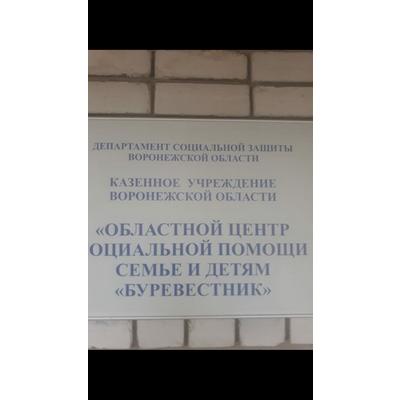 ДЕПАРТАМЕНТ СОЦИАЛЬНОЙ ЗАЩИТЫ
ВОРОНЕЖСКОЙ ОБЛАСТИ
КАЗЕННОЕ УЧРЕЖДЕНИЕ
ВОРОНЕЖСКОЙ ОБЛАСТИ
«ОБЛАСТНОЙ ЦЕНТР
ОЦИАЛЬНОЙ ПОМОЩИ
СЕМЬЕ И ДЕТЯМ
«БУРЕВЕСТНИК»